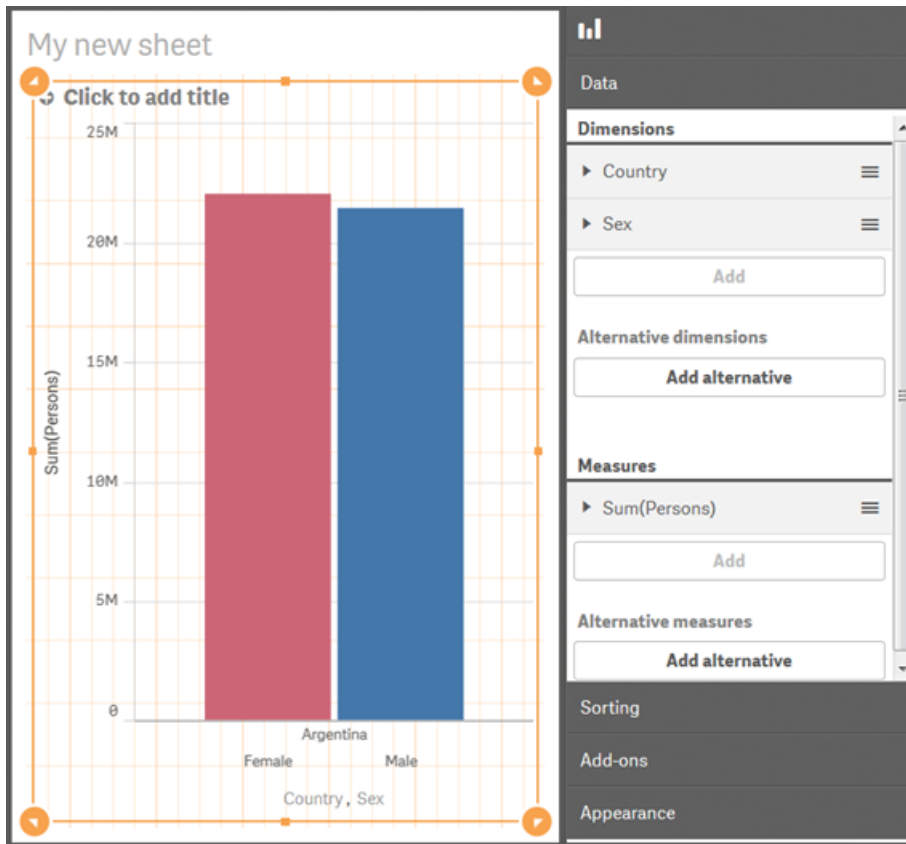 My new sheet
Click to add title
25M
20M
15M
10M
5M
0
Sum(Persons)
Argentina
Female Male
Country, Sex
Data
Dimensions
Country
Sex
Add
Alternative dimensions
Add alternative
Measures
Sum(Persons)
Add
Alternative measures
Add alternative
Sorting
Add-ons
Appearance